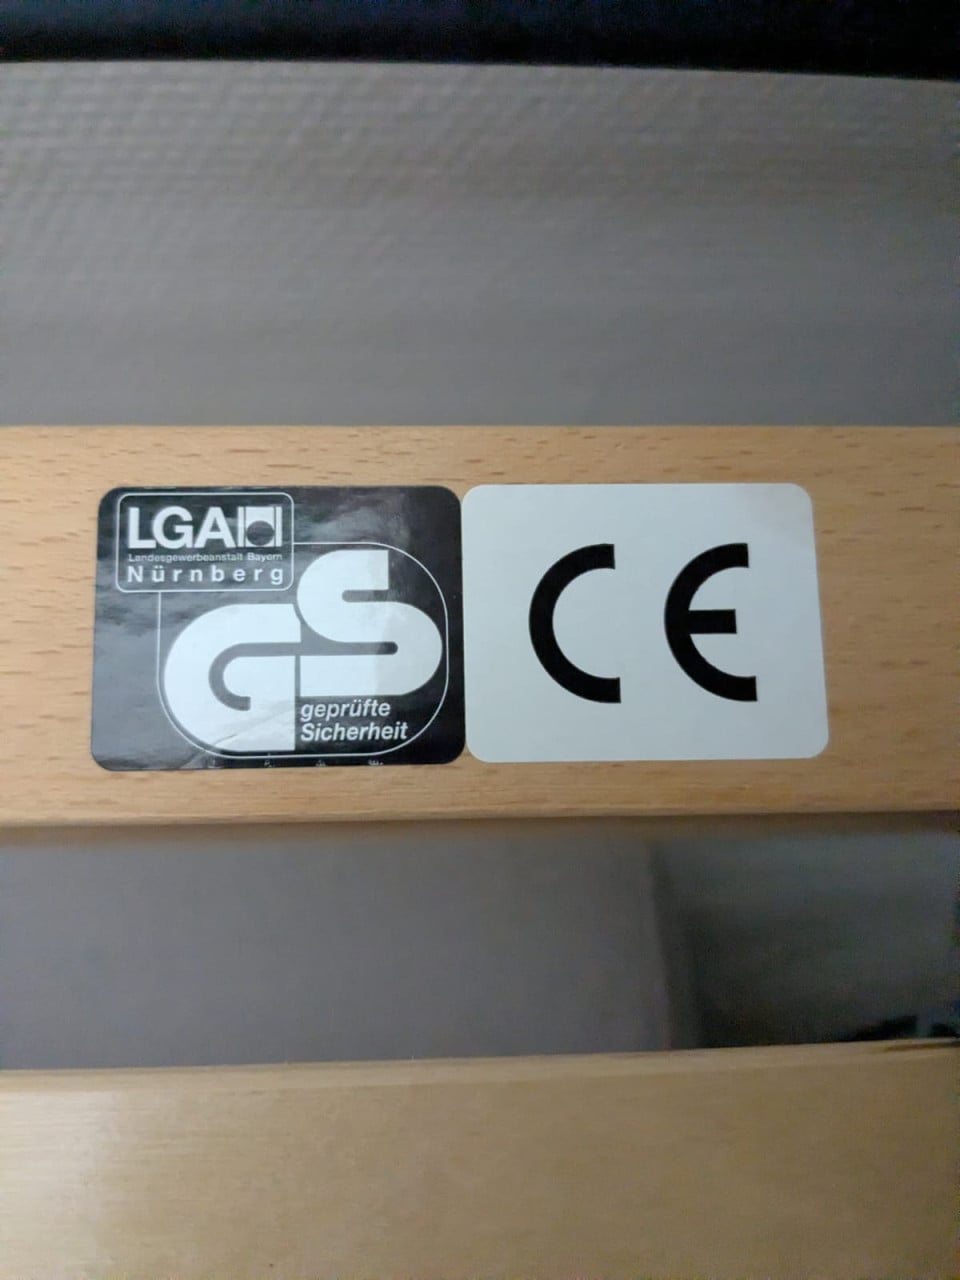 LGA
Landesgewerbeanstalt Bayern
Nürnberg
GS
geprüfte
Sicherheit
CE